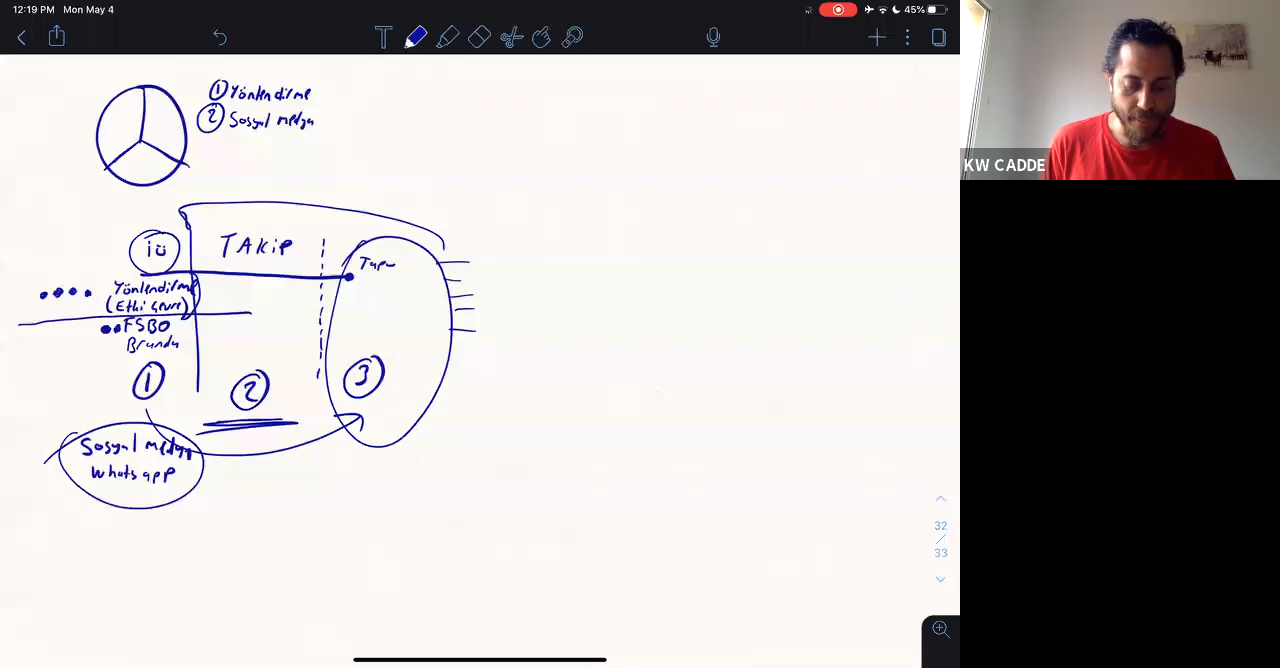 12:19 PM Mon May 4
45%
① Yönlendirme
② Sosyal medya
İÜ
TAKİP
Tapu
Yönlendirme
(Etki Çevre)
FSBO
Branda
①
②
③
Sosyal medya
Whatsapp
32
33
KW CADDE